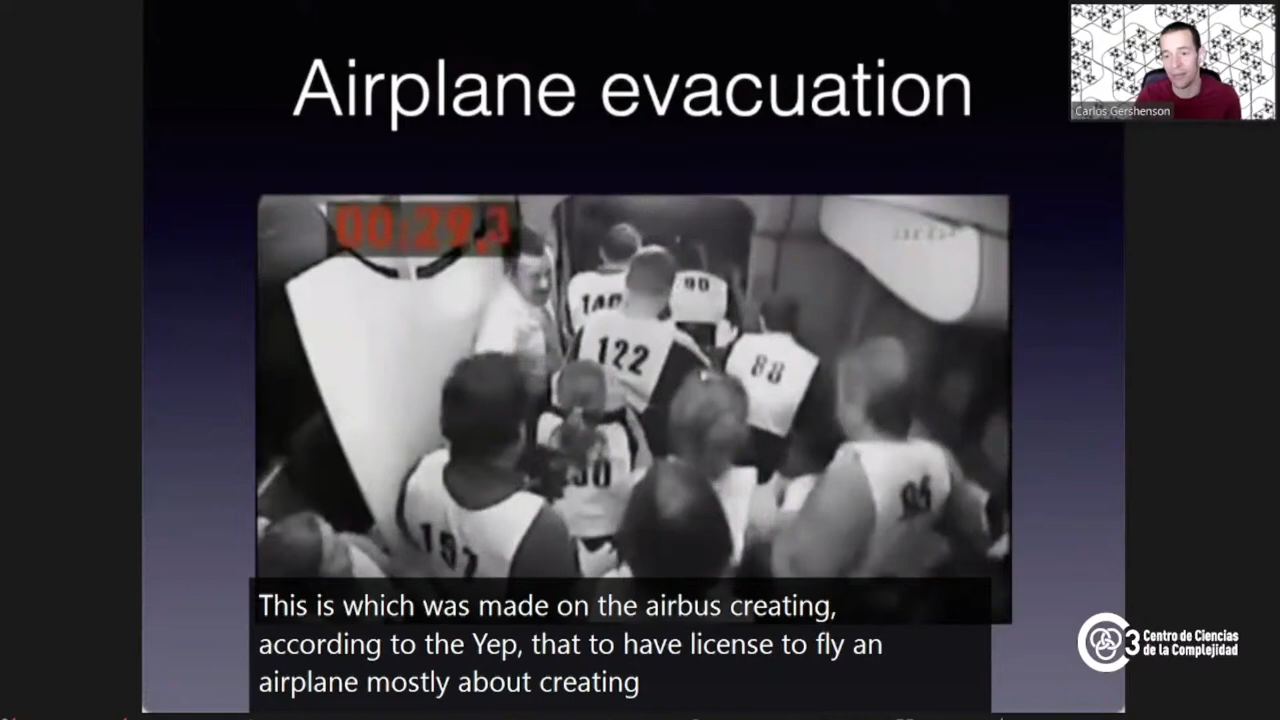 Airplane evacuation
Carlos Gershenson
00:29,3
90
122
88
157
95
This is which was made on the airbus creating,
according to the Yep, that to have license to fly an
airplane mostly about creating
3 Centro de Ciencias
de la Complejidad